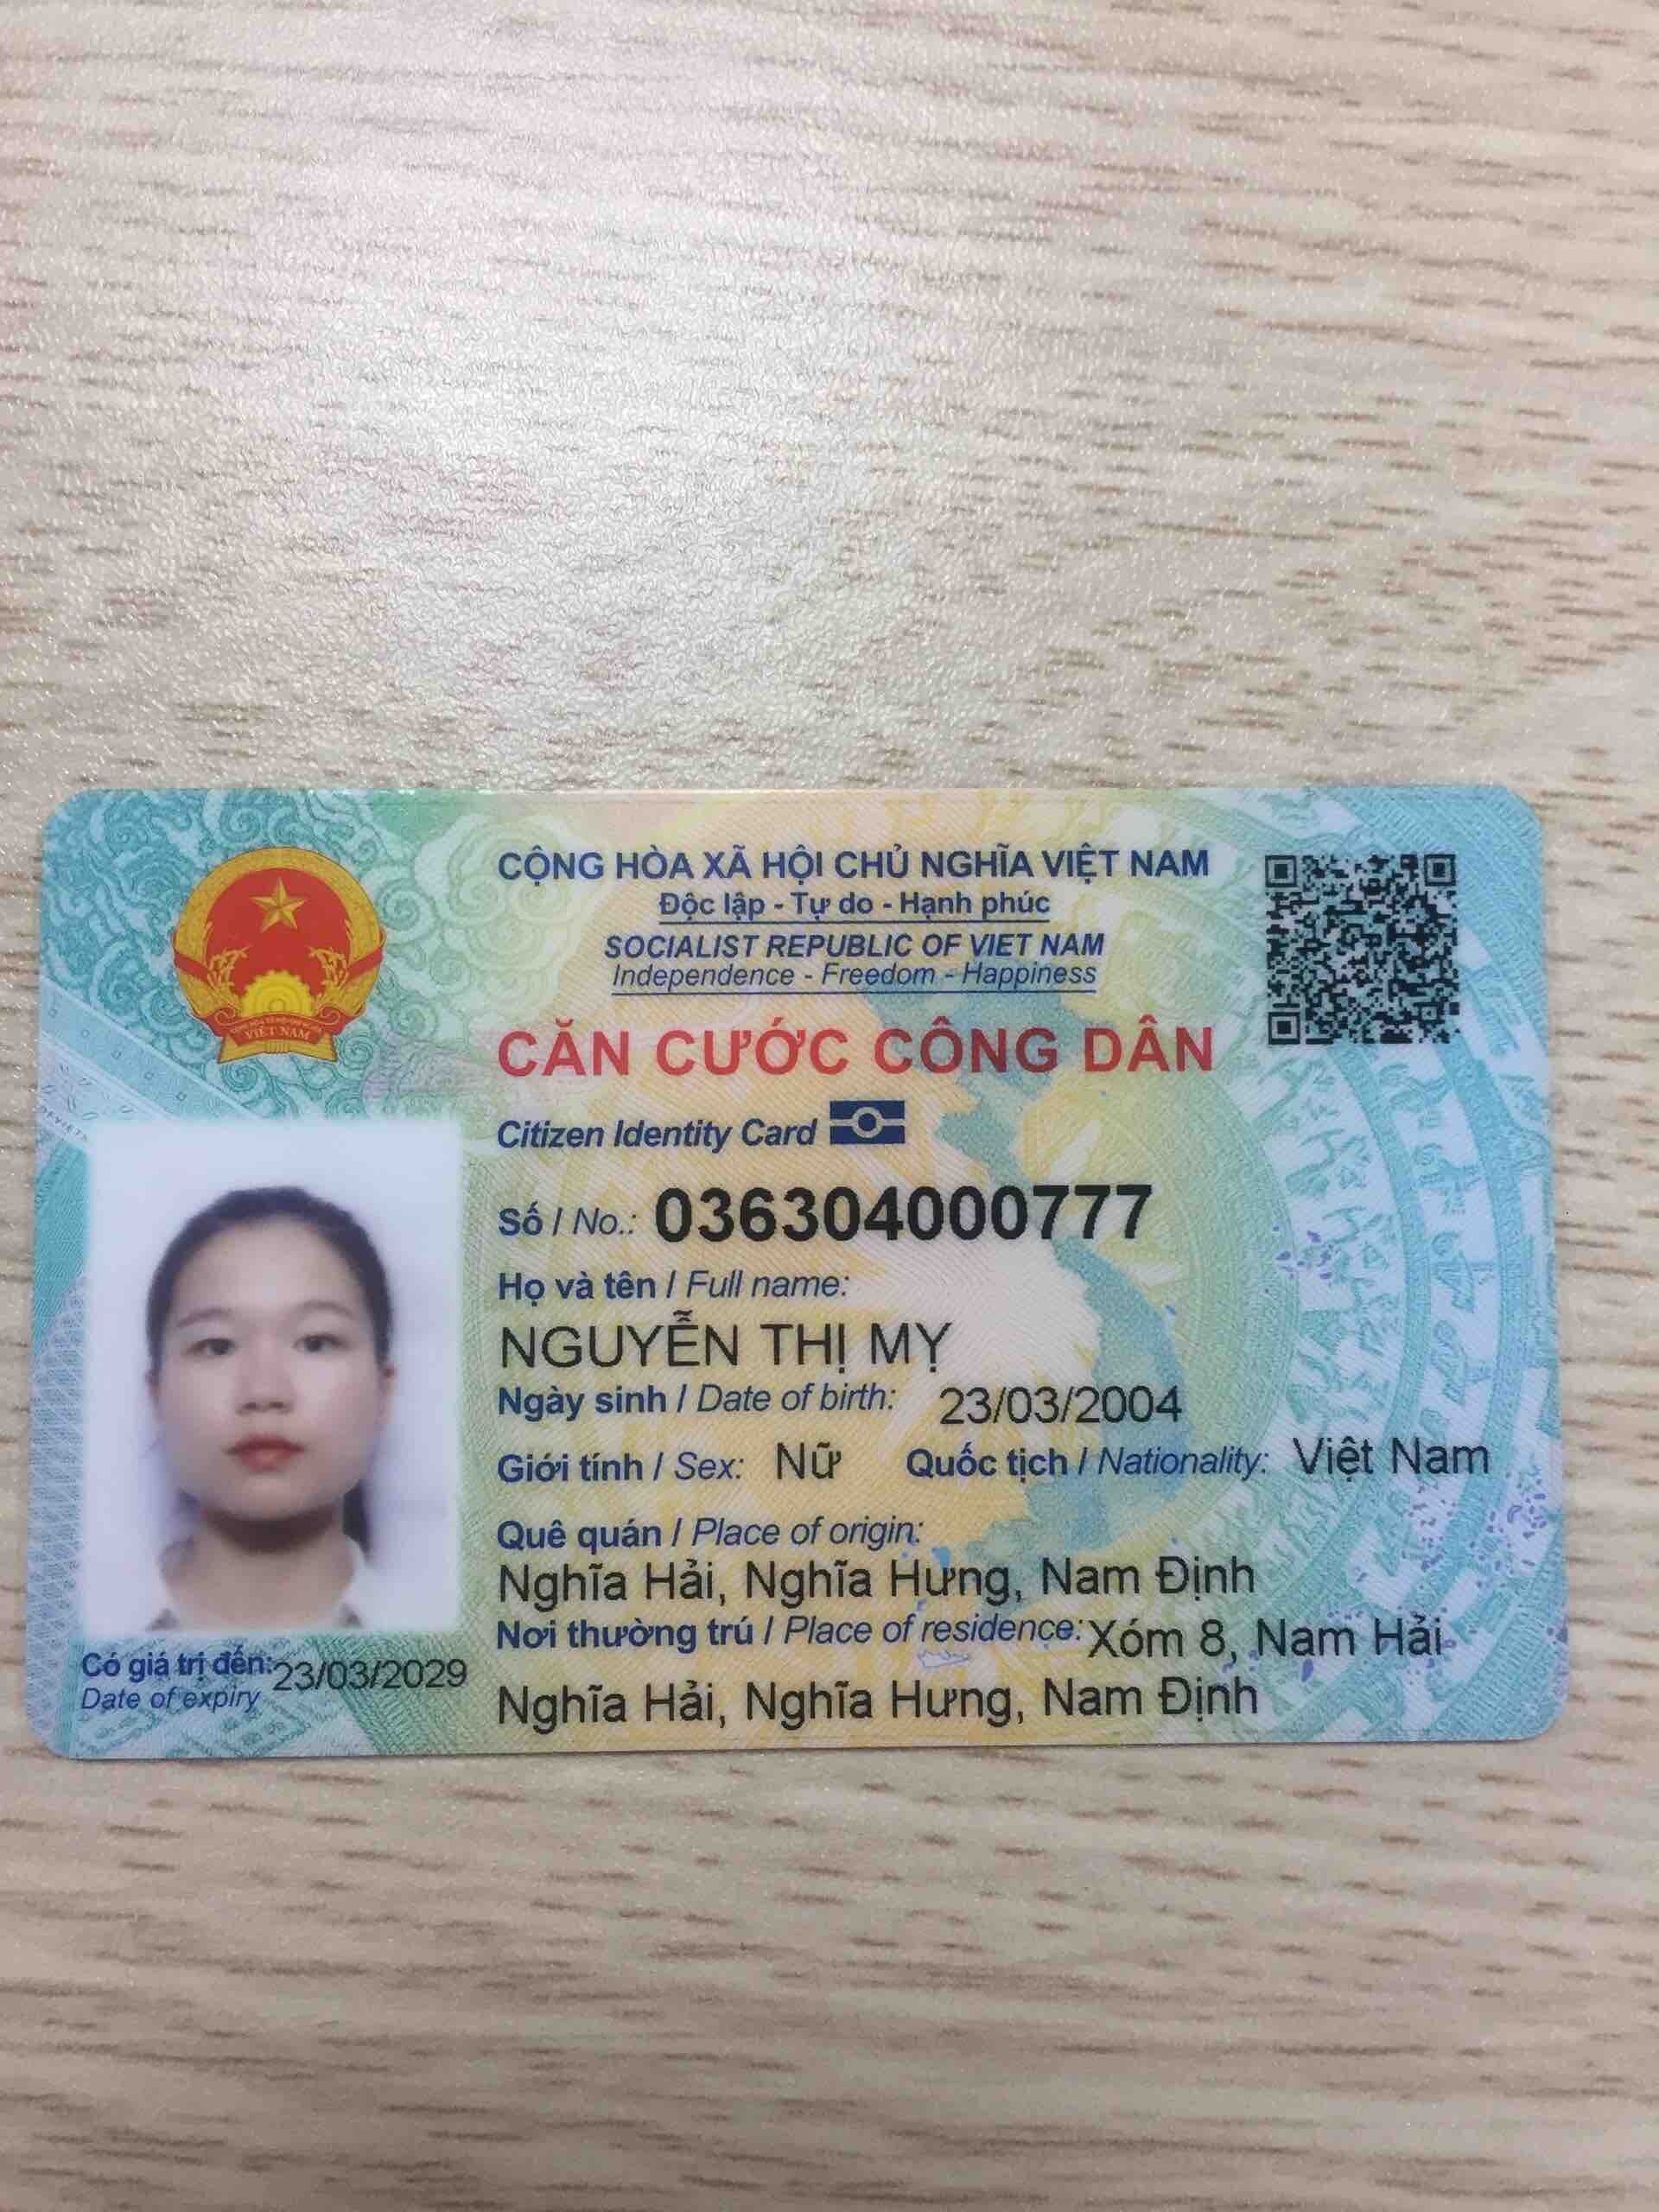 CỘNG HÒA XÃ HỘI CHỦ NGHĨA VIỆT NAM
Độc lập - Tự do - Hạnh phúc
SOCIALIST REPUBLIC OF VIET NAM
Independence - Freedom - Happiness
CĂN CƯỚC CÔNG DÂN
Citizen Identity Card
Số / No.: 036304000777
Họ và tên / Full name:
NGUYỄN THỊ MỴ
Ngày sinh / Date of birth: 23/03/2004
Giới tính / Sex: Nữ Quốc tịch / Nationality: Việt Nam
Quê quán / Place of origin:
Nghĩa Hải, Nghĩa Hưng, Nam Định
Nơi thường trú / Place of residence: Xóm 8, Nam Hải
Nghĩa Hải, Nghĩa Hưng, Nam Định
Có giá trị đến: 23/03/2029
Date of expiry
VIỆT NAM